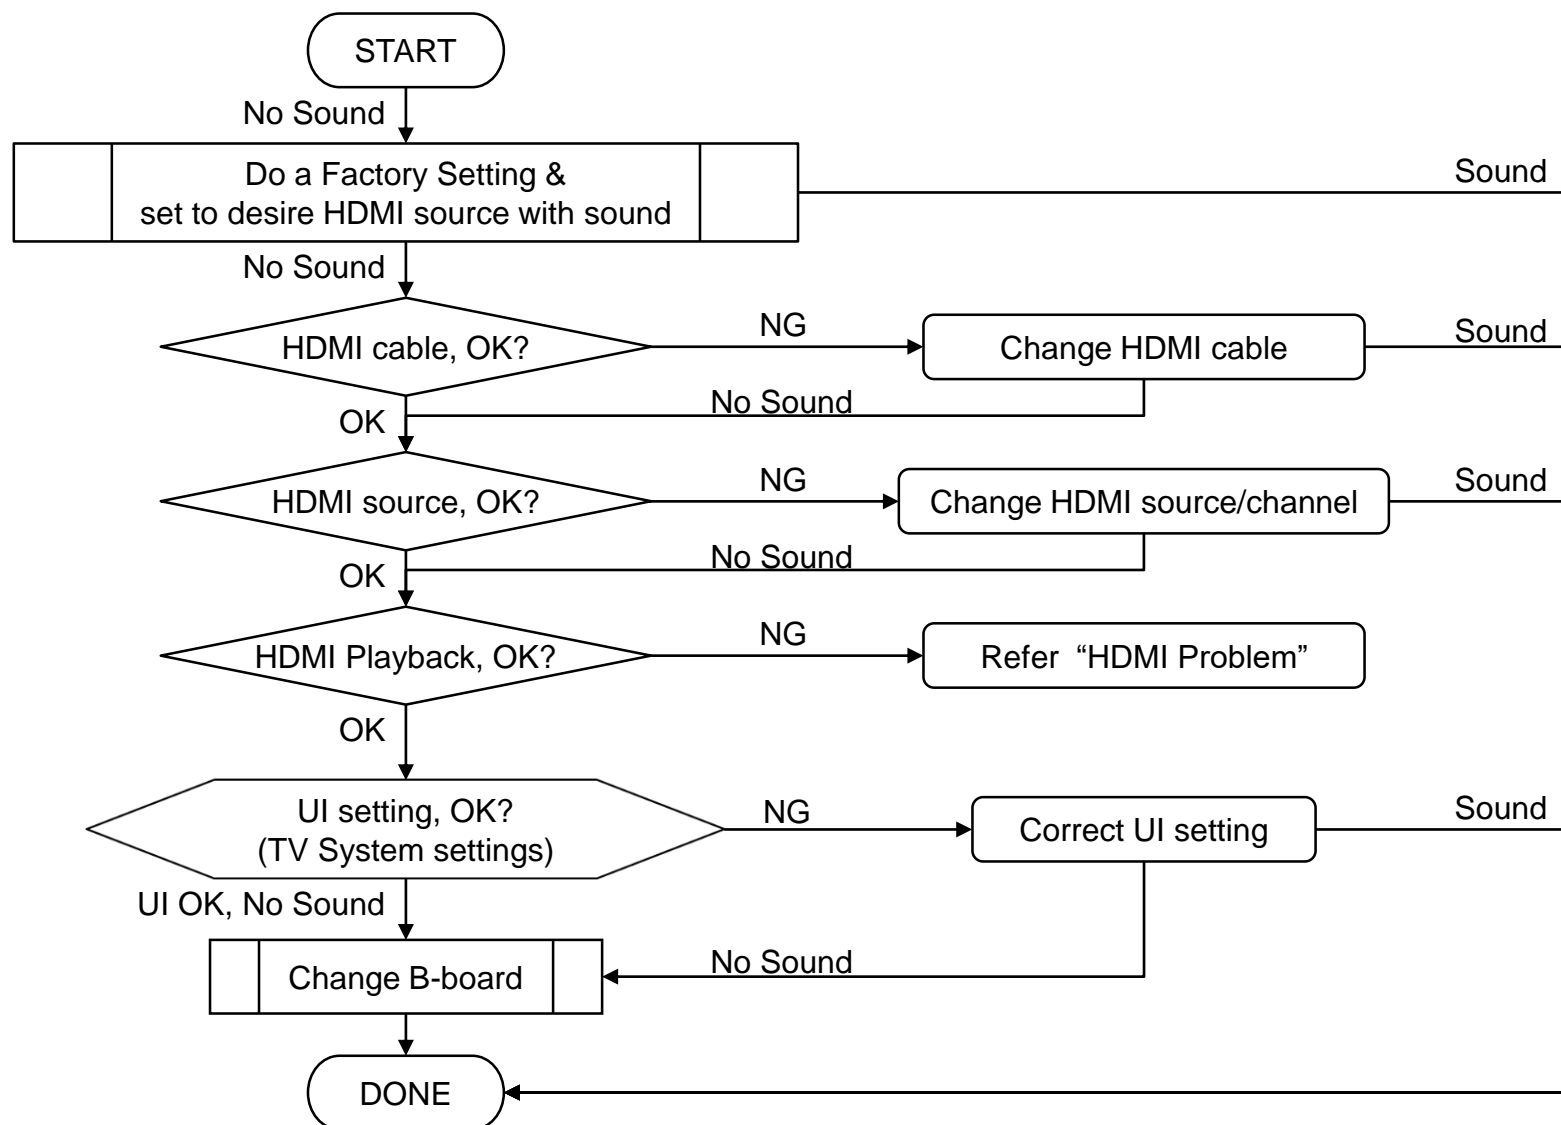 START
No Sound
Do a Factory Setting &
set to desire HDMI source with sound
Sound
No Sound
HDMI cable, OK?
NG
Change HDMI cable
Sound
No Sound
OK
HDMI source, OK?
NG
Change HDMI source/channel
Sound
No Sound
OK
HDMI Playback, OK?
NG
Refer “HDMI Problem”
OK
UI setting, OK?
(TV System settings)
NG
Correct UI setting
Sound
UI OK, No Sound
Change B-board
No Sound
DONE